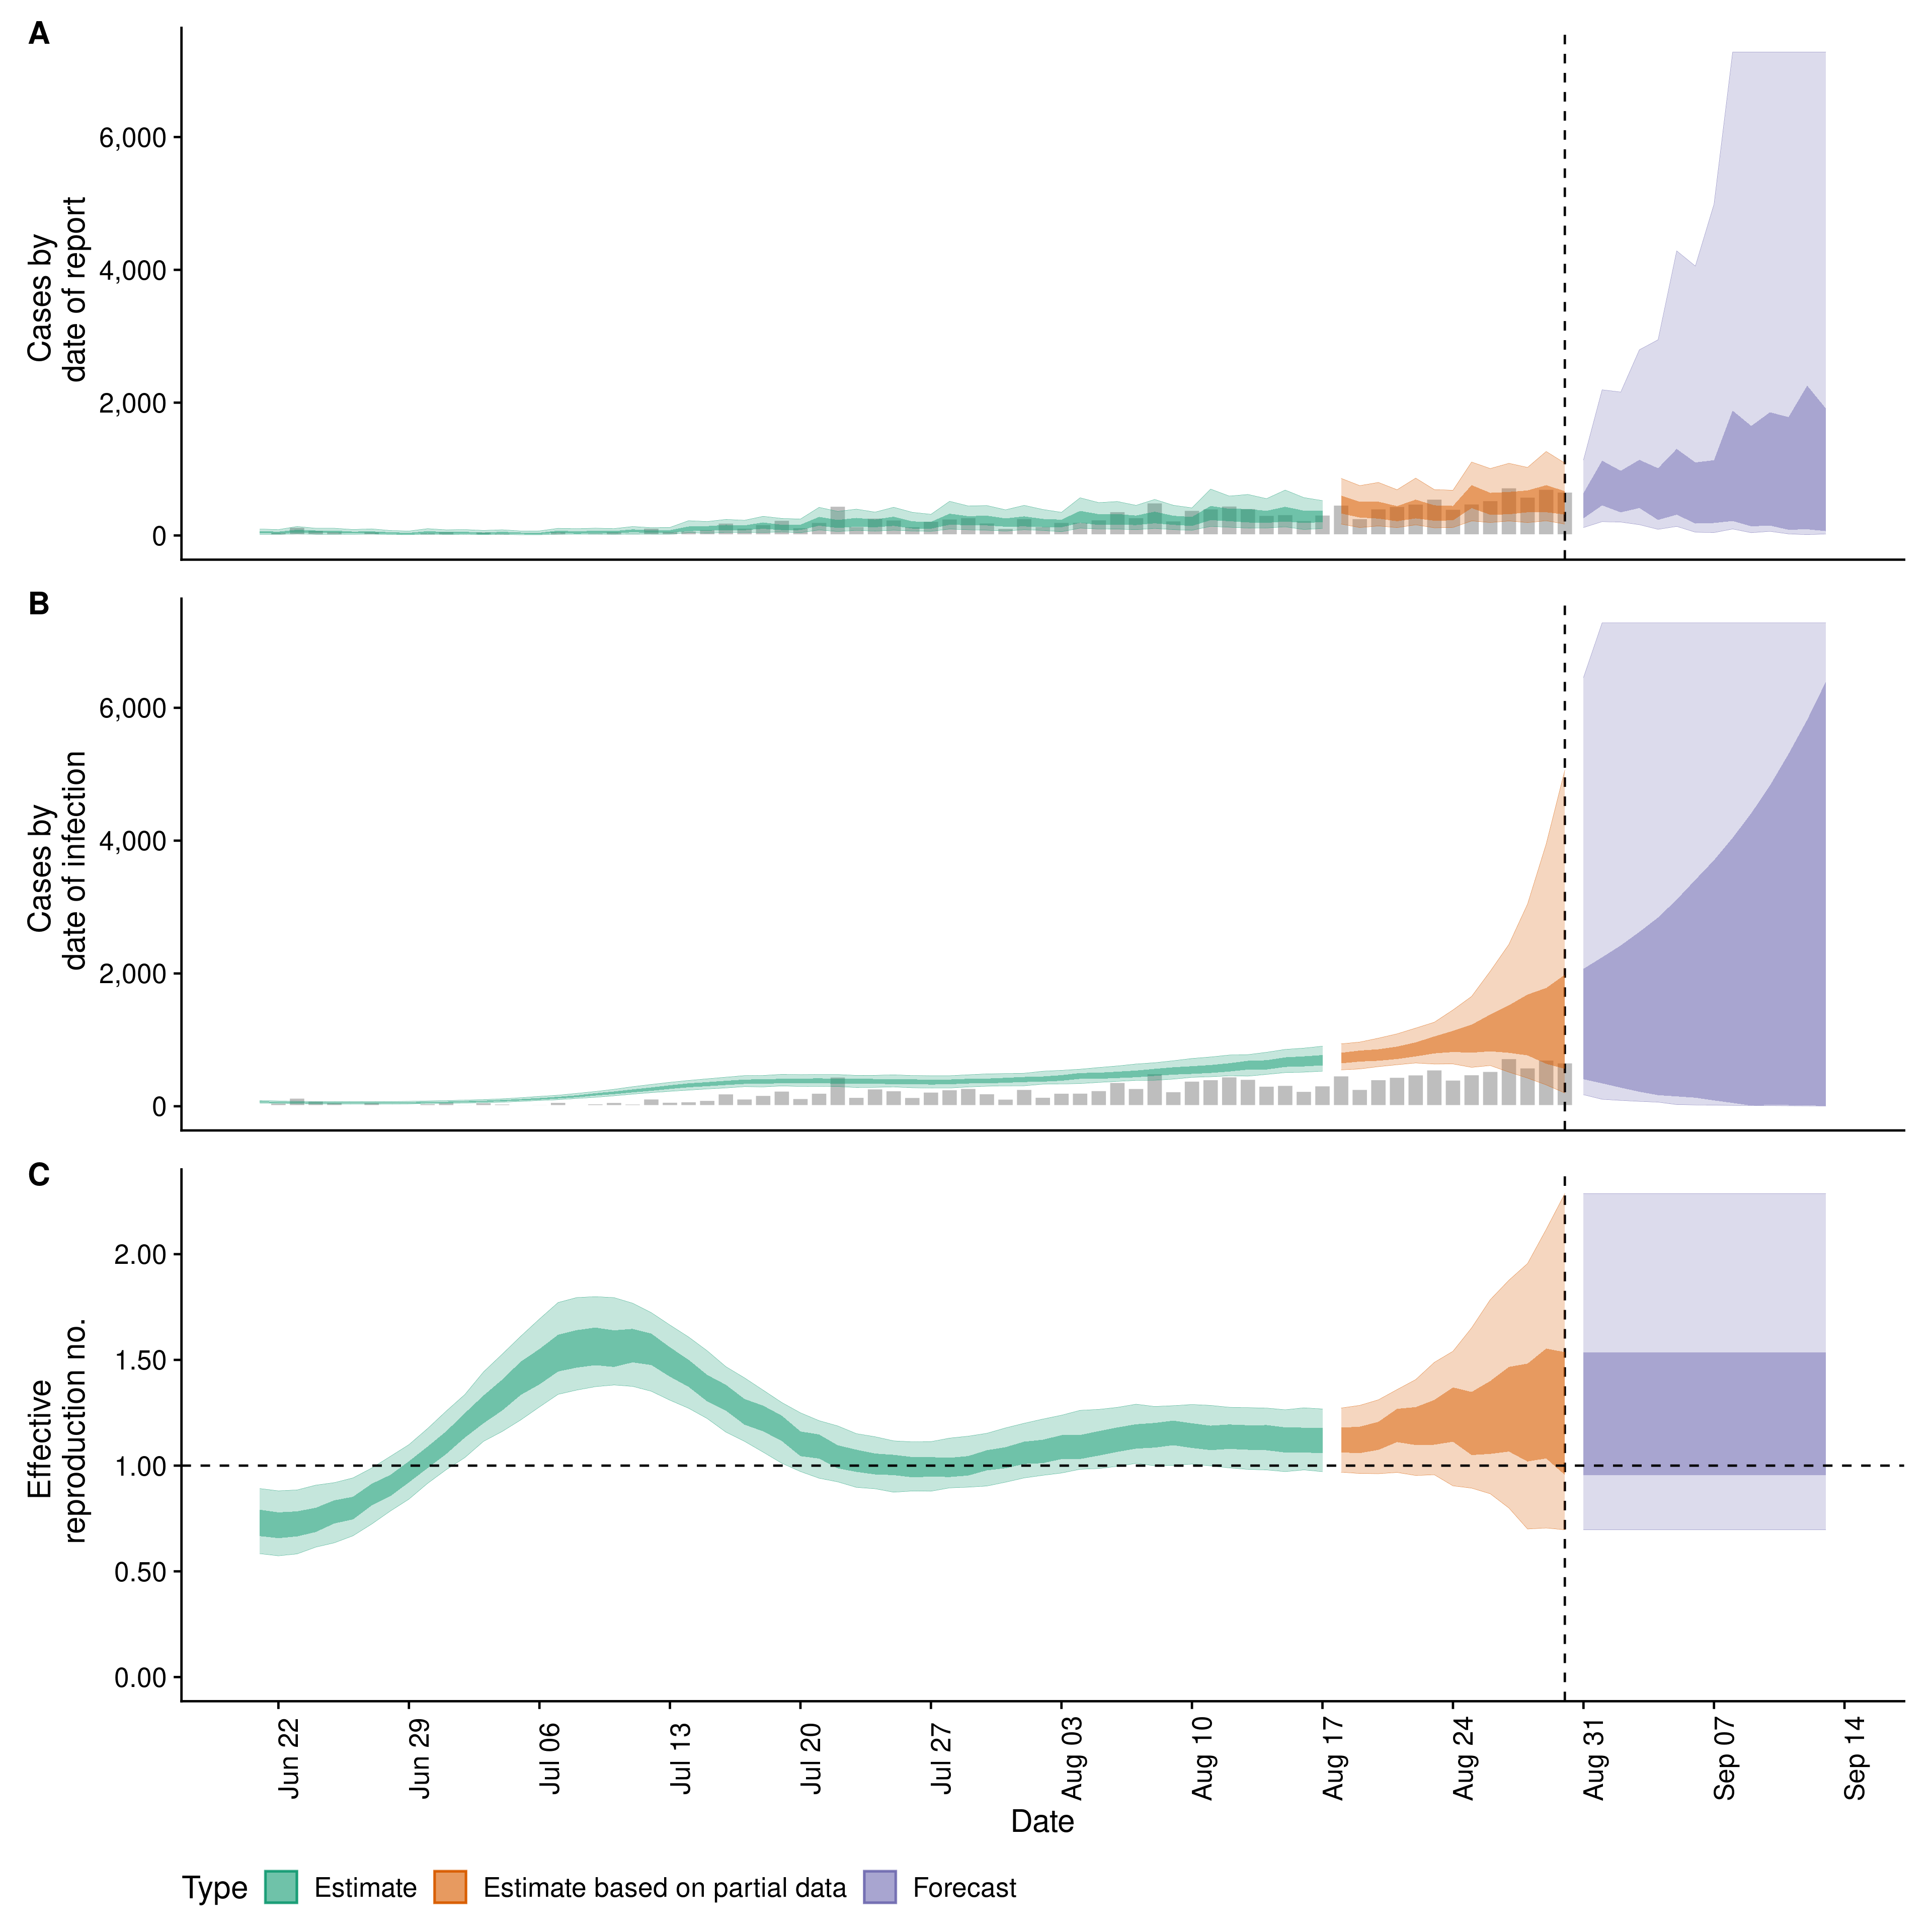 A
Cases by
date of report
6,000
4,000
2,000
0
B
Cases by
date of infection
6,000
4,000
2,000
0
C
Effective
reproduction no.
2.00
1.50
1.00
0.50
0.00
Jun 22
Jun 29
Jul 06
Jul 13
Jul 20
Jul 27
Aug 03
Aug 10
Aug 17
Aug 24
Aug 31
Sep 07
Sep 14
Date
Type Estimate Estimate based on partial data Forecast